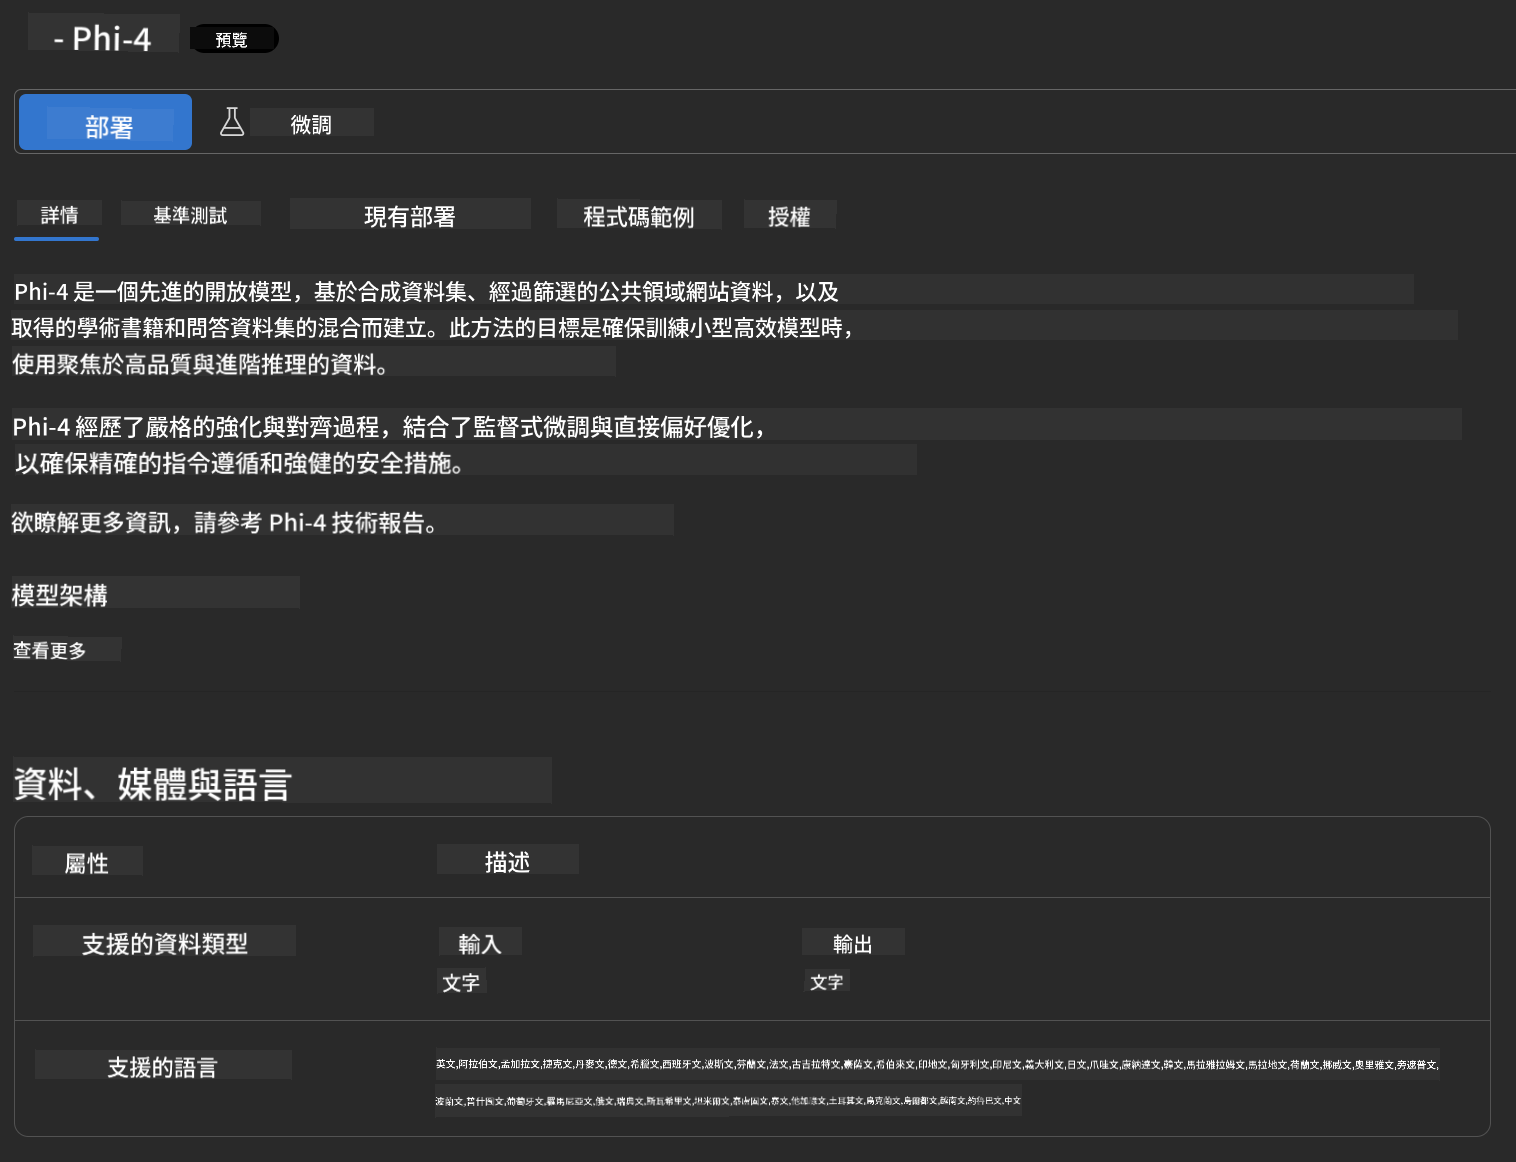 - Phi-4
預覽
部署
微調
詳情
基準測試
現有部署
程式碼範例
授權
Phi-4 是一個先進的開放模型，基於合成資料集、經過篩選的公共領域網站資料，以及
取得的學術書籍和問答資料集的混合而建立。此方法的目標是確保訓練小型高效模型時，
使用聚焦於高品質與進階推理的資料。
Phi-4 經歷了嚴格的強化與對齊過程，結合了監督式微調與直接偏好優化，
以確保精確的指令遵循和強健的安全措施。
欲瞭解更多資訊，請參考 Phi-4 技術報告。
模型架構
查看更多
資料、媒體與語言
屬性
描述
支援的資料類型
輸入
輸出
文字
文字
支援的語言
英文,阿拉伯文,孟加拉文,捷克文,丹麥文,德文,希臘文,西班牙文,波斯文,芬蘭文,法文,古吉拉特文,豪薩文,希伯來文,印地文,匈牙利文,印尼文,義大利文,日文,爪哇文,康納達文,韓文,馬拉雅拉姆文,馬拉地文,荷蘭文,挪威文,奧里雅文,旁遮普文,
波蘭文,普什圖文,葡萄牙文,羅馬尼亞文,俄文,瑞典文,斯瓦希里文,坦米爾文,泰盧固文,泰文,他加祿文,土耳其文,烏克蘭文,烏爾都文,越南文,約魯巴文,中文